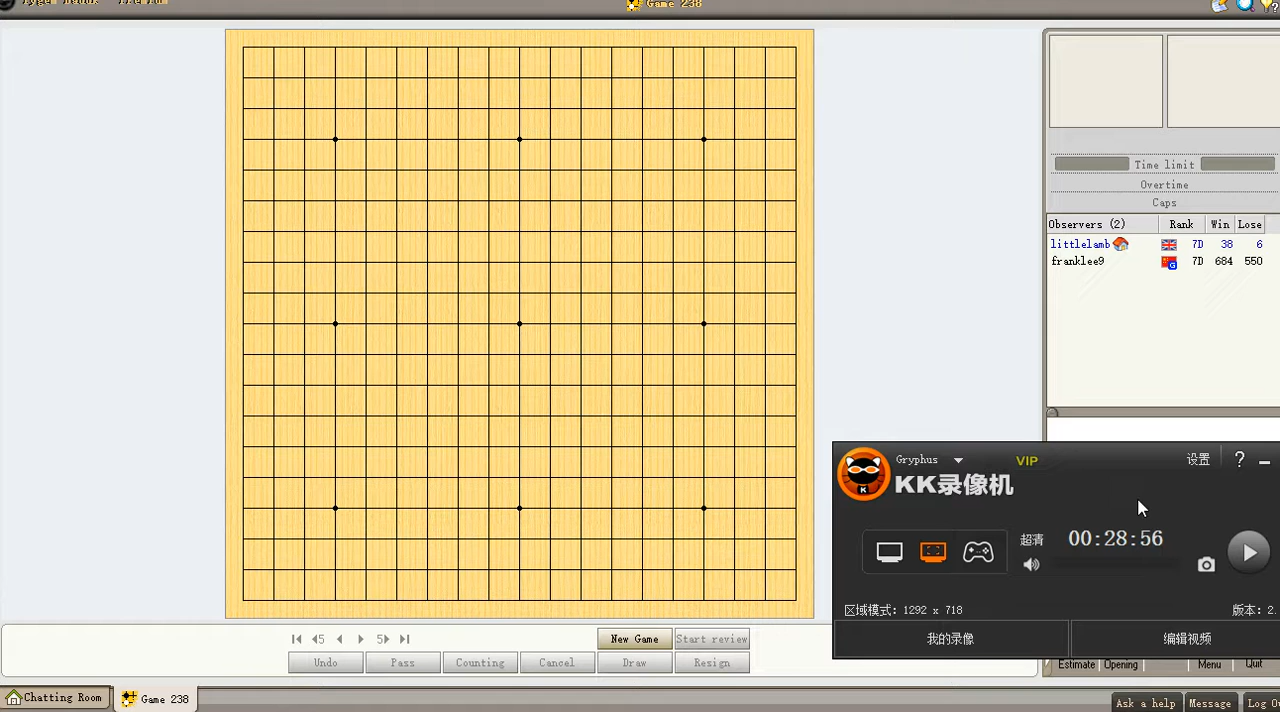 Game 238
Time limit
Overtime
Caps
Observers (2) Rank Win Lose
littlelamb 7D 38 6
franklee9 G 7D 684 550
Gryphus VIP 设置 ?
K
KK录像机
超清 00:28:56
区域模式: 1292 x 718 版本: 2.
我的录像 编辑视频
5 5
New Game Start review
Undo Pass Counting Cancel Draw Resign
Estimate Opening Menu Quit
Chatting Room Game 238
Ask a help Message Log O